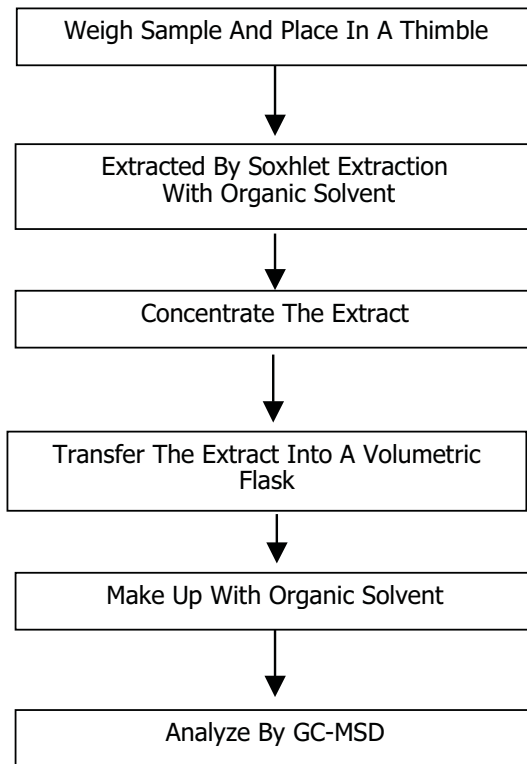 Weigh Sample And Place In A Thimble
Extracted By Soxhlet Extraction
With Organic Solvent
Concentrate The Extract
Transfer The Extract Into A Volumetric
Flask
Make Up With Organic Solvent
Analyze By GC-MSD